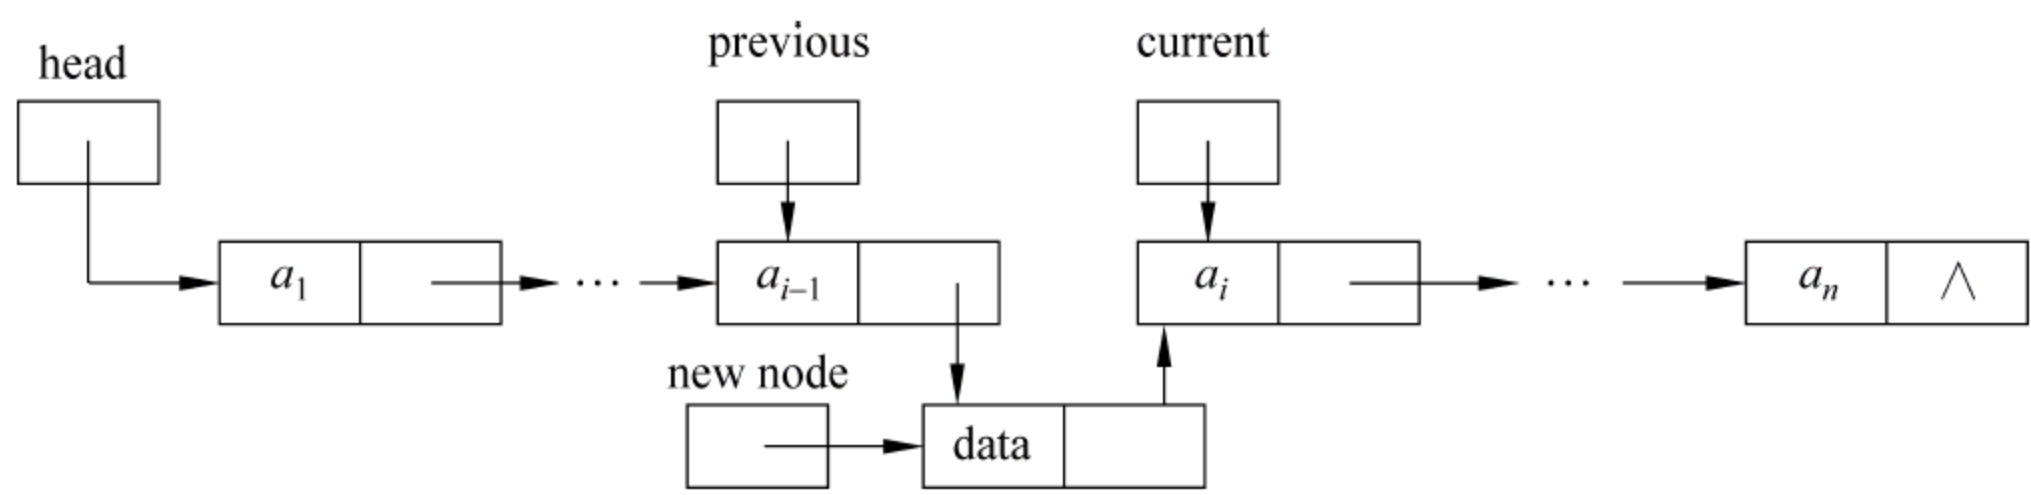 head
previous
current
a1
...
ai–1
ai
...
an
∧
new node
data